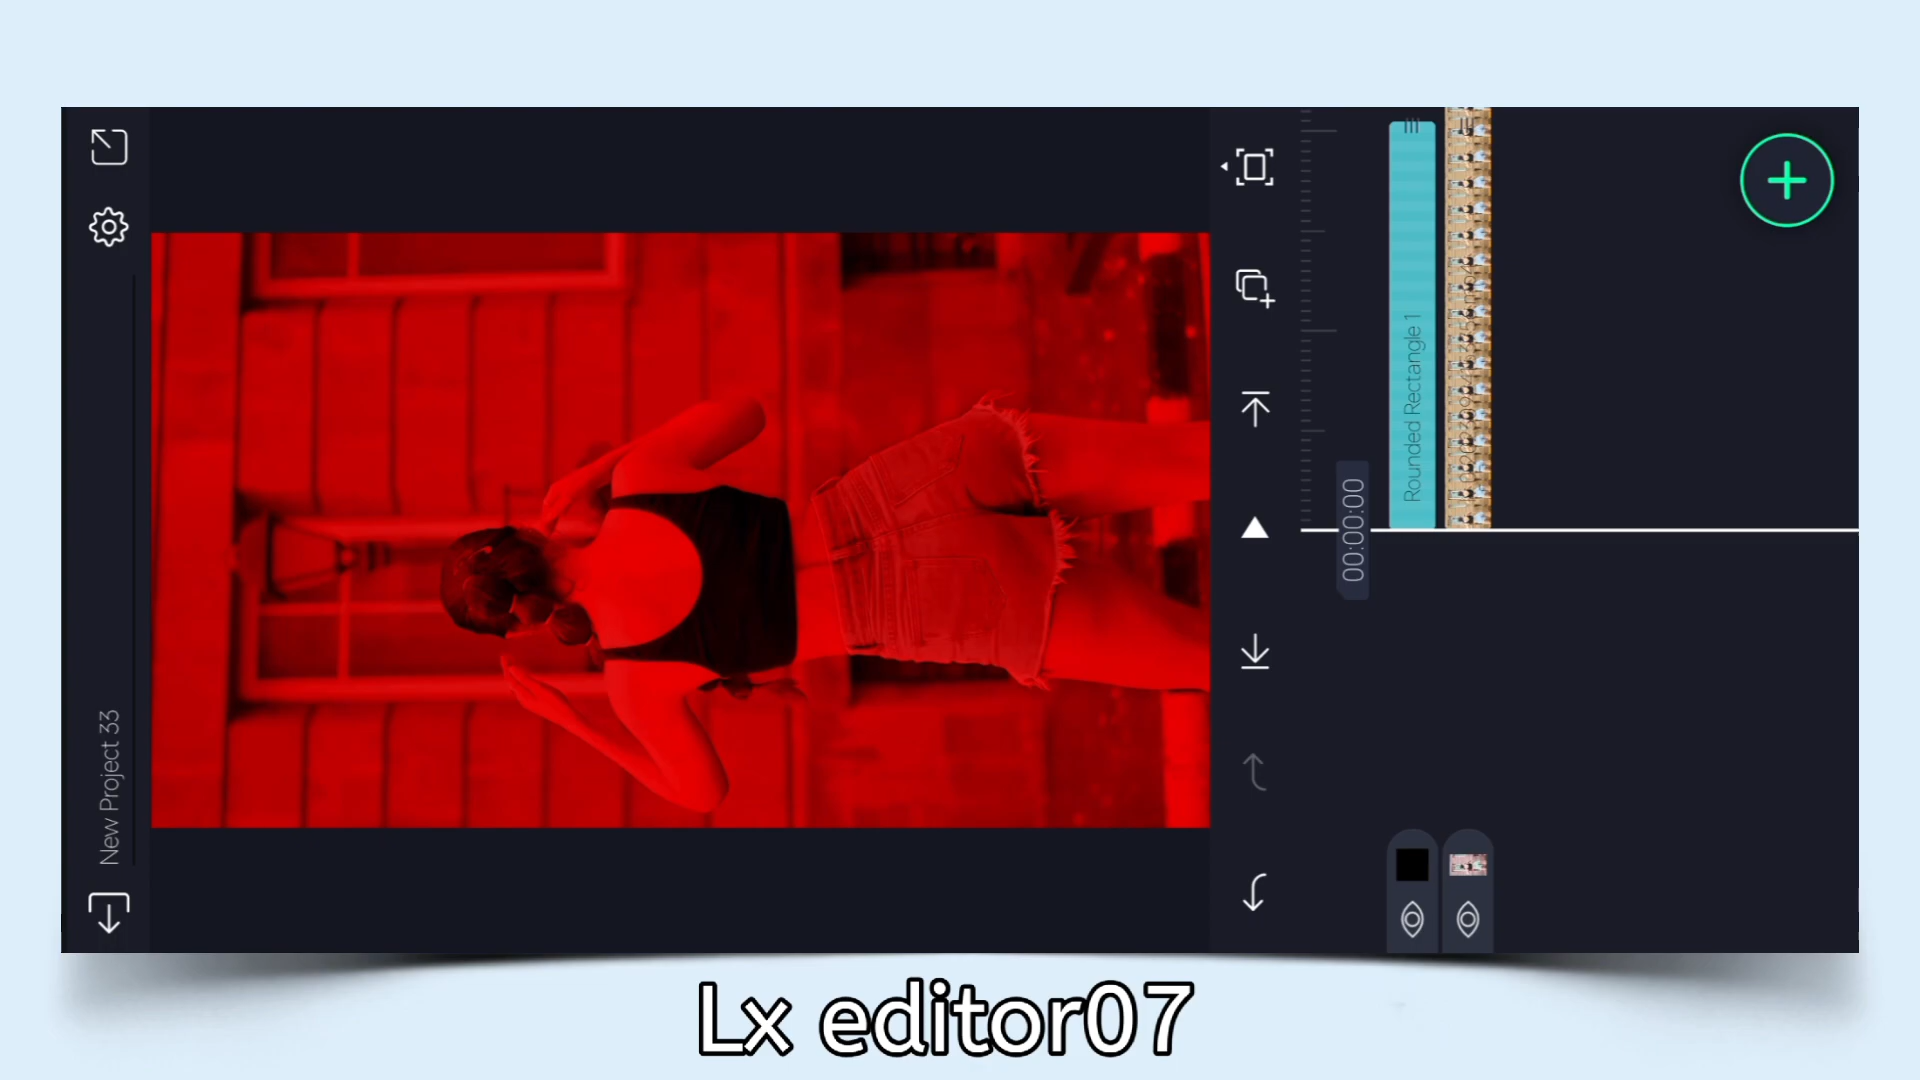 New Project 33
00:00:00
Rounded Rectangle 1
Lx editor07